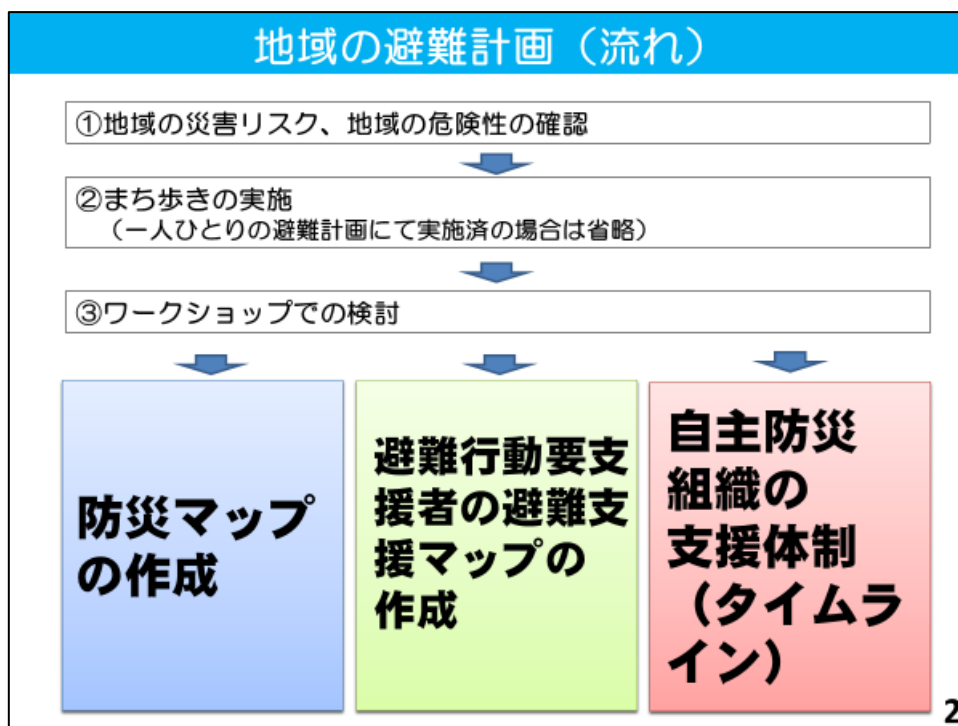 地域の避難計画（流れ）
①地域の災害リスク、地域の危険性の確認
②まち歩きの実施
（一人ひとりの避難計画にて実施済の場合は省略）
③ワークショップでの検討
防災マップ
の作成
避難行動要支
援者の避難支
援マップの
作成
自主防災
組織の
支援体制
（タイムラ
イン）
2